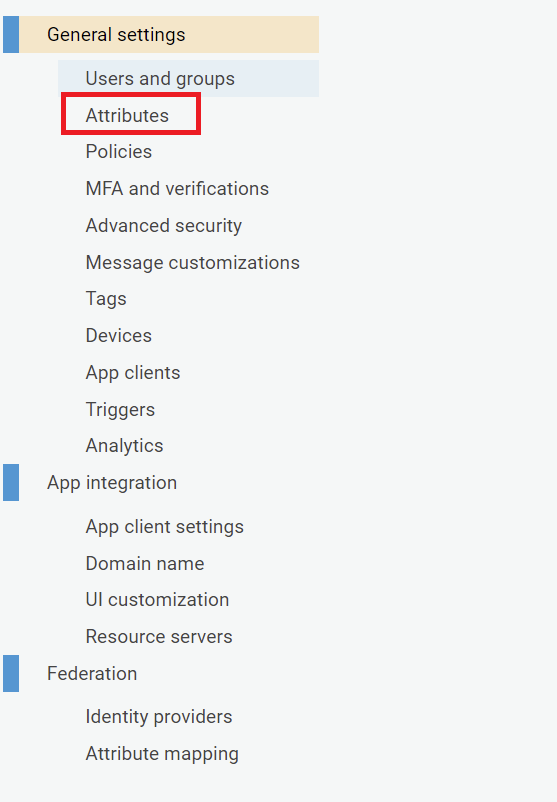 General settings
Users and groups
Attributes
Policies
MFA and verifications
Advanced security
Message customizations
Tags
Devices
App clients
Triggers
Analytics
App integration
App client settings
Domain name
UI customization
Resource servers
Federation
Identity providers
Attribute mapping